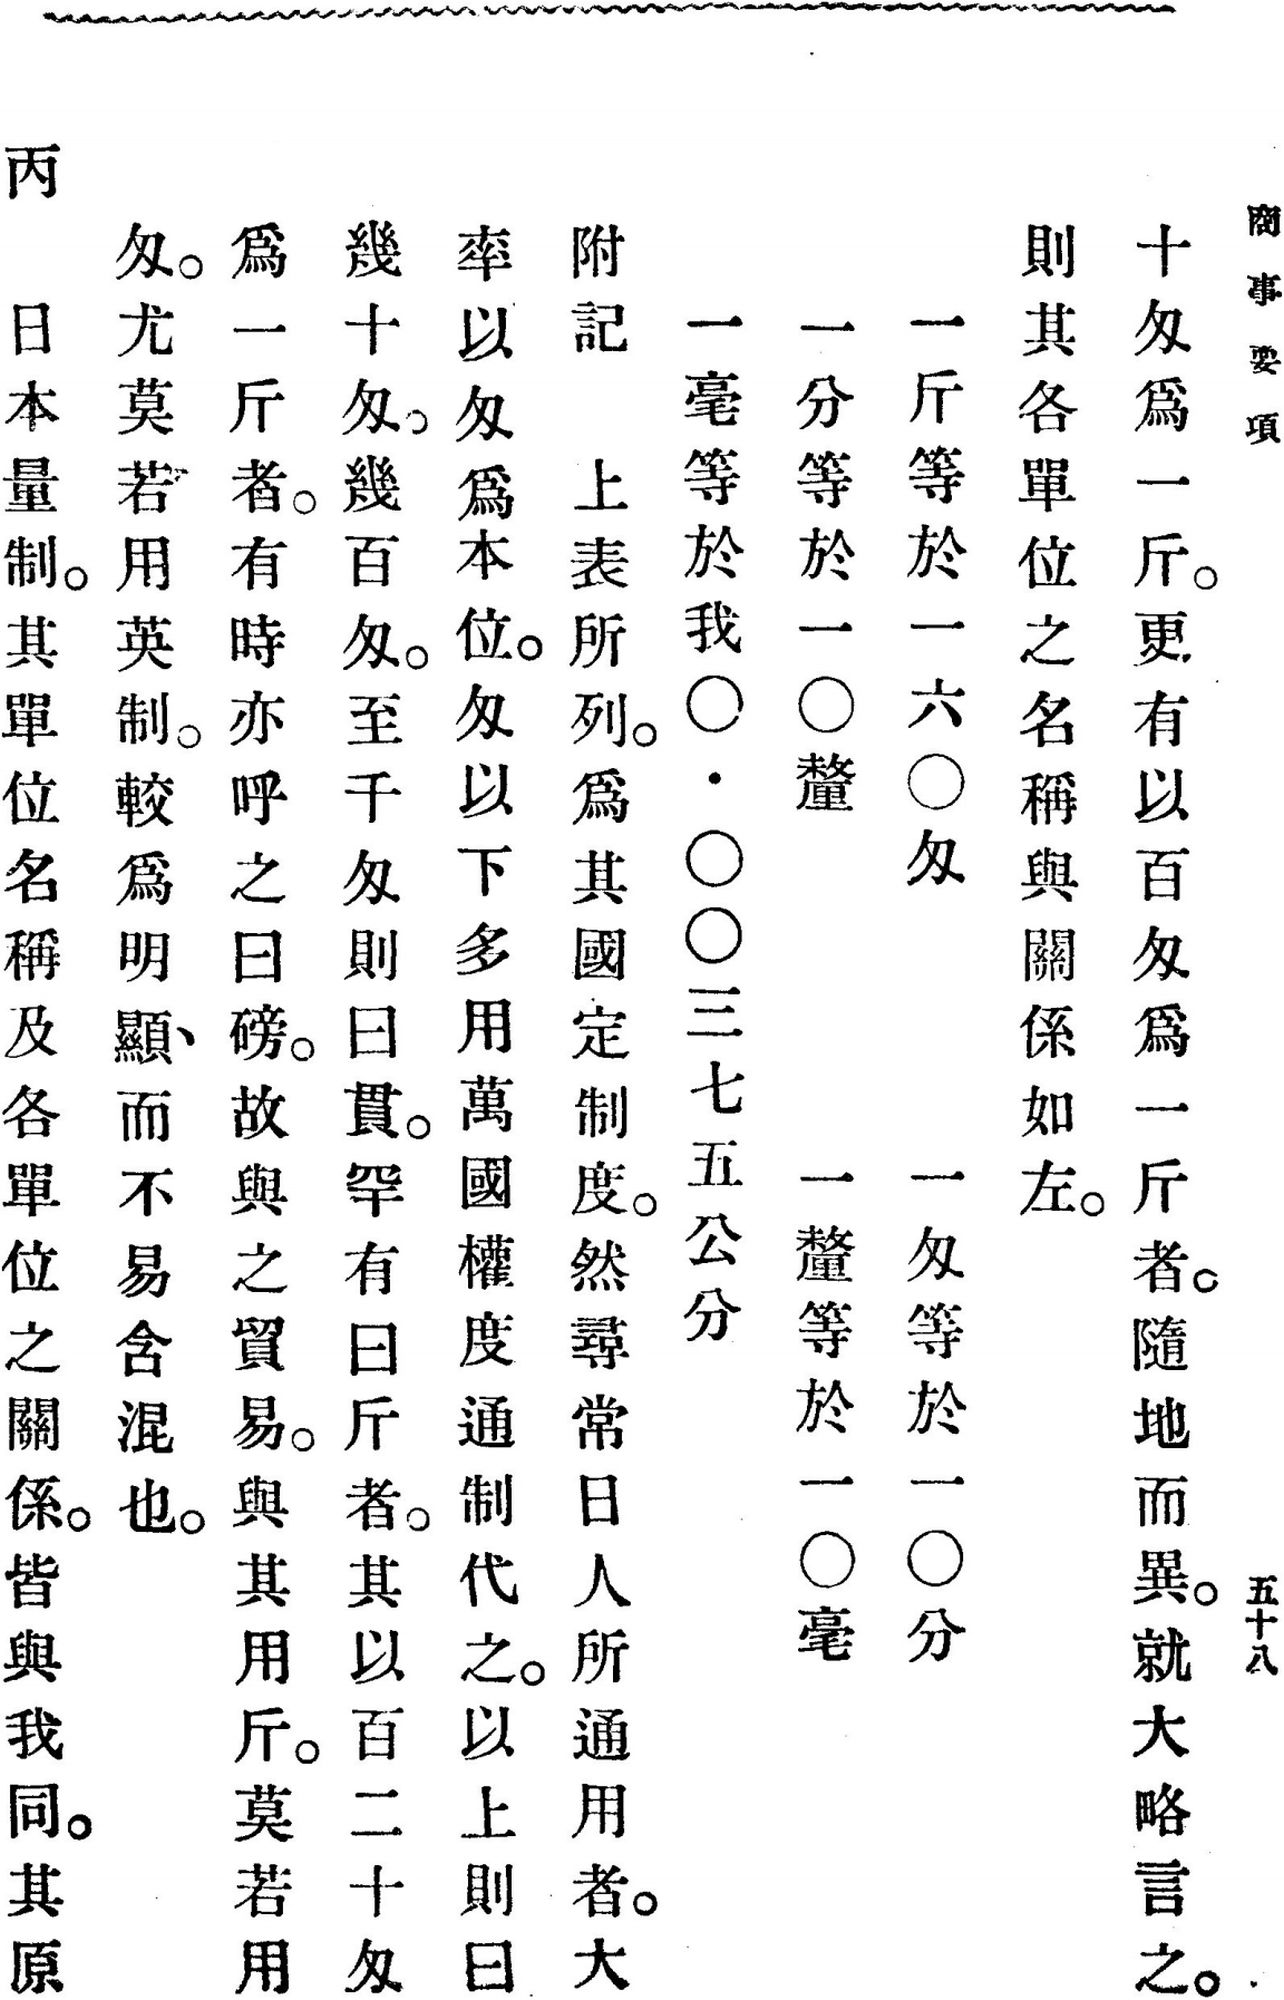 商事要項
五十八
十匁爲一斤。更有以百匁爲一斤者。隨地而異。就大略言之。
則其各單位之名稱與關係如左。
一斤等於一六〇匁　一匁等於一〇分
一分等於一〇釐　一釐等於一〇毫
一毫等於我〇・〇〇三七五公分
附記　上表所列。爲其國定制度。然尋常日人所通用者。大
率以匁爲本位。匁以下多用萬國權度通制代之。以上則曰
幾十匁。幾百匁。至千匁則曰貫。罕有曰斤者。其以百二十匁
爲一斤者。有時亦呼之曰磅。故與之貿易。與其用斤。莫若用
匁。尤莫若用英制。較爲明顯、而不易含混也。
丙　日本量制。其單位名稱及各單位之關係。皆與我同。其原